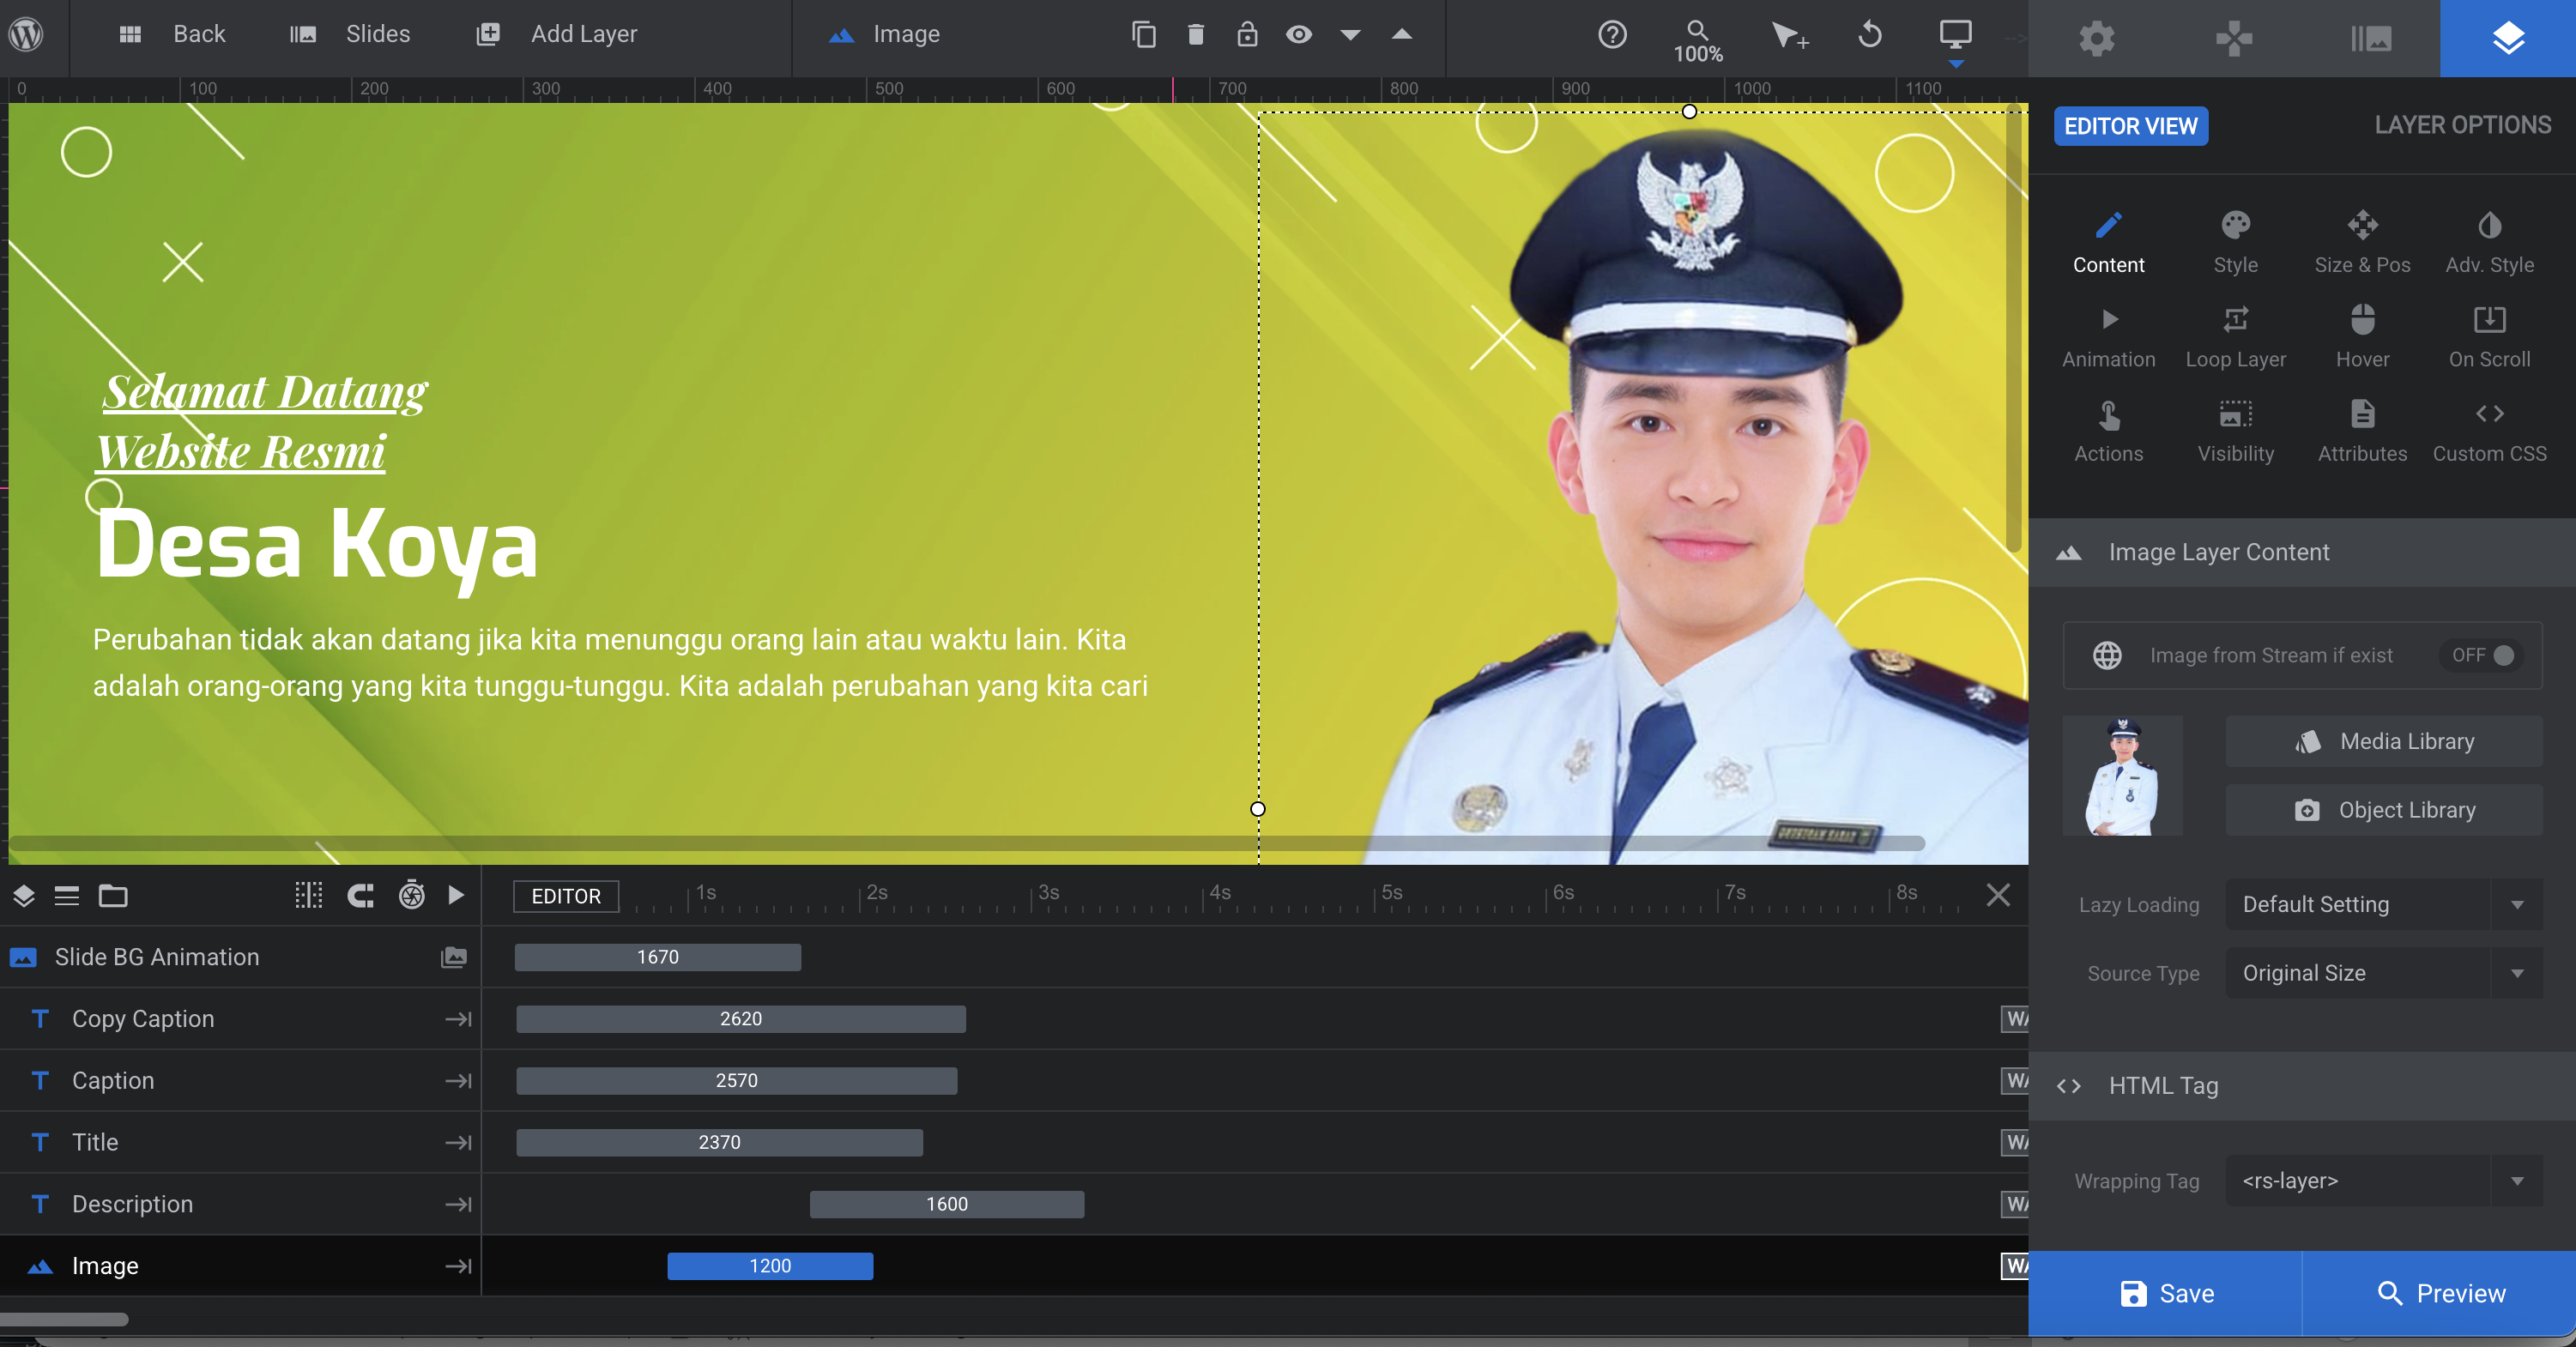 Back
Slides
Add Layer
Image
100%
0 100 200 300 400 500 600 700 800 900 1000 1100
EDITOR VIEW
LAYER OPTIONS
Content
Style
Size & Pos
Adv. Style
Animation
Loop Layer
Hover
On Scroll
Actions
Visibility
Attributes
Custom CSS
Selamat Datang
Website Resmi
Desa Koya
Perubahan tidak akan datang jika kita menunggu orang lain atau waktu lain. Kita
adalah orang-orang yang kita tunggu-tunggu. Kita adalah perubahan yang kita cari
Image Layer Content
Image from Stream if exist
OFF
Media Library
Object Library
Lazy Loading
Default Setting
Source Type
Original Size
HTML Tag
Wrapping Tag
<rs-layer>
Save
Preview
EDITOR
1s 2s 3s 4s 5s 6s 7s 8s
Slide BG Animation
1670
Copy Caption
2620
Caption
2570
Title
2370
Description
1600
Image
1200